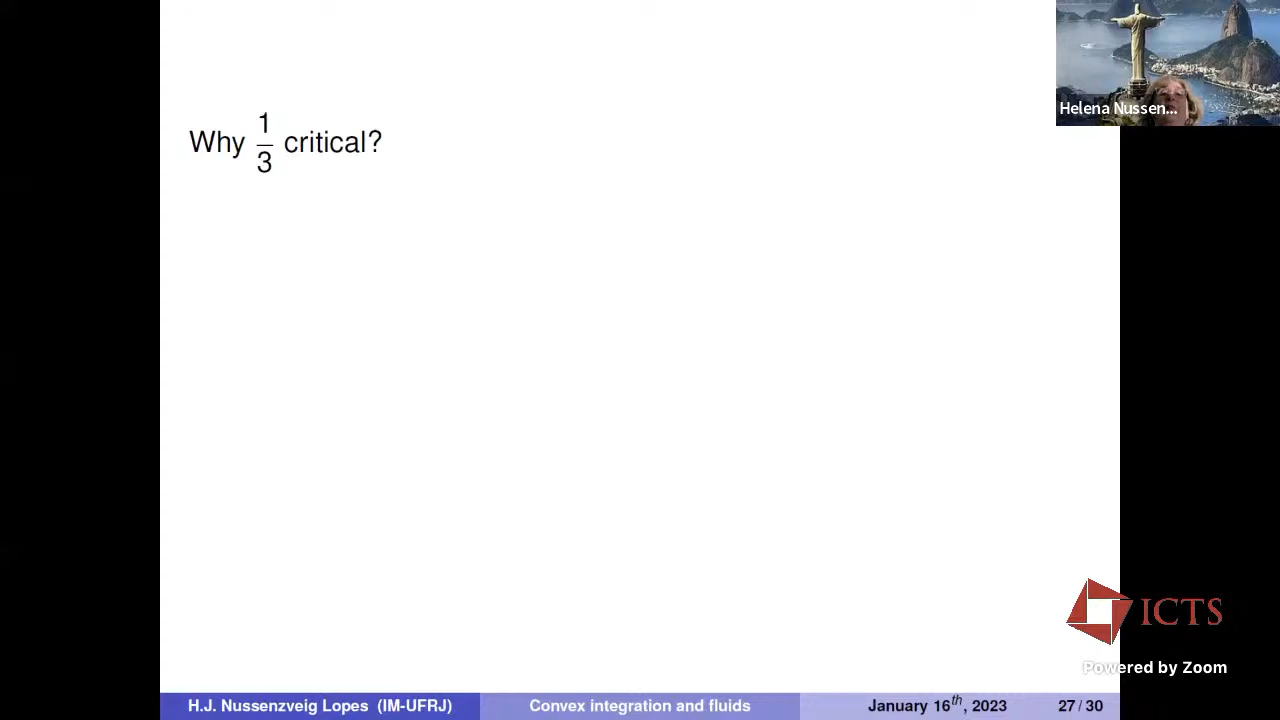 Helena Nussen...
Why 1/3 critical?
ICTS
Powered by Zoom
H.J. Nussenzveig Lopes (IM-UFRJ) Convex integration and fluids January 16th, 2023 27 / 30